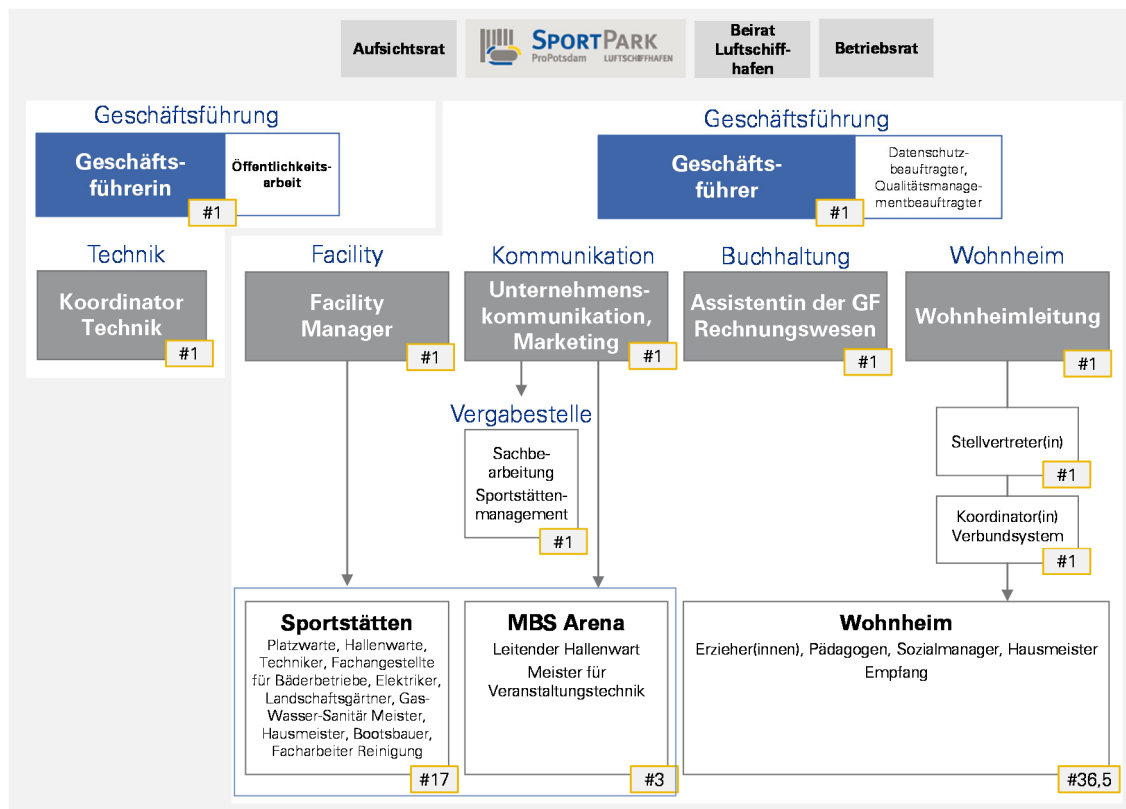 Aufsichtsrat
SPORTPARK
ProPotsdam LUFTSCHIFFHAFEN
Beirat
Luftschiff-
hafen
Betriebsrat
Geschäftsführung
Geschäfts-
führerin
#1
Öffentlichkeits-
arbeit
Geschäftsführung
Geschäfts-
führer
#1
Datenschutz-
beauftragter,
Qualitätsmanage-
mentbeauftragter
Technik
Koordinator
Technik
#1
Facility
Facility
Manager
#1
Kommunikation
Unternehmens-
kommunikation,
Marketing
#1
Buchhaltung
Assistentin der GF
Rechnungswesen
#1
Wohnheim
Wohnheimleitung
#1
Vergabestelle
Sachbe-
arbeitung
Sportstätten-
management
#1
Stellvertreter(in)
#1
Koordinator(in)
Verbundsystem
#1
Sportstätten
Platzwarte, Hallenwarte,
Techniker, Fachangestellte
für Bäderbetriebe, Elektriker,
Landschaftsgärtner, Gas-
Wasser-Sanitär Meister,
Hausmeister, Bootsbauer,
Facharbeiter Reinigung
#17
MBS Arena
Leitender Hallenwart
Meister für
Veranstaltungstechnik
#3
Wohnheim
Erzieher(innen), Pädagogen, Sozialmanager, Hausmeister
Empfang
#36,5